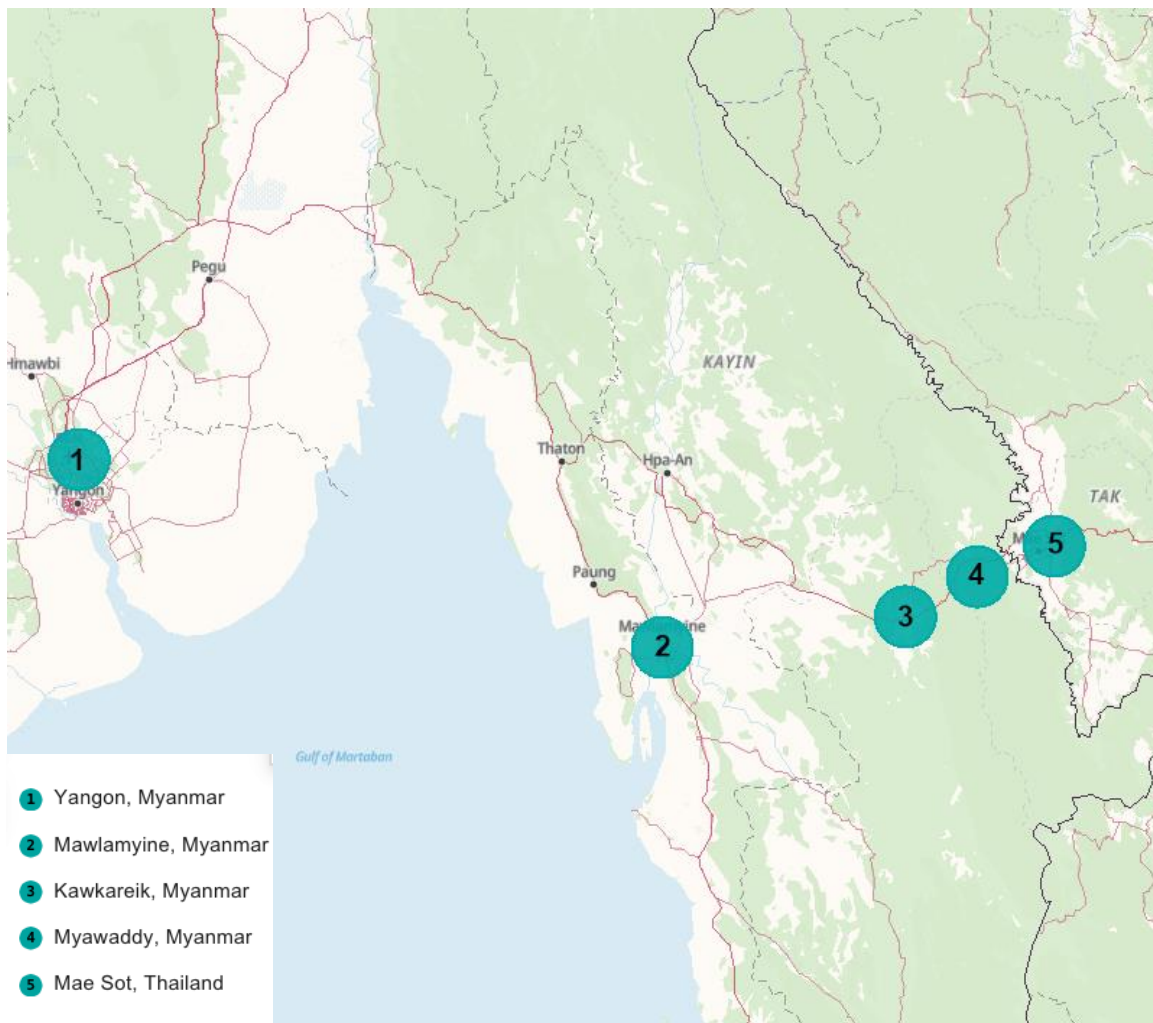 Pegu
Hmawbi
KAYIN
1
Yangon
Thaton
Hpa-An
TAK
5
4
Paung
3
2
Gulf of Martaban
1 Yangon, Myanmar
2 Mawlamyine, Myanmar
3 Kawkareik, Myanmar
4 Myawaddy, Myanmar
5 Mae Sot, Thailand